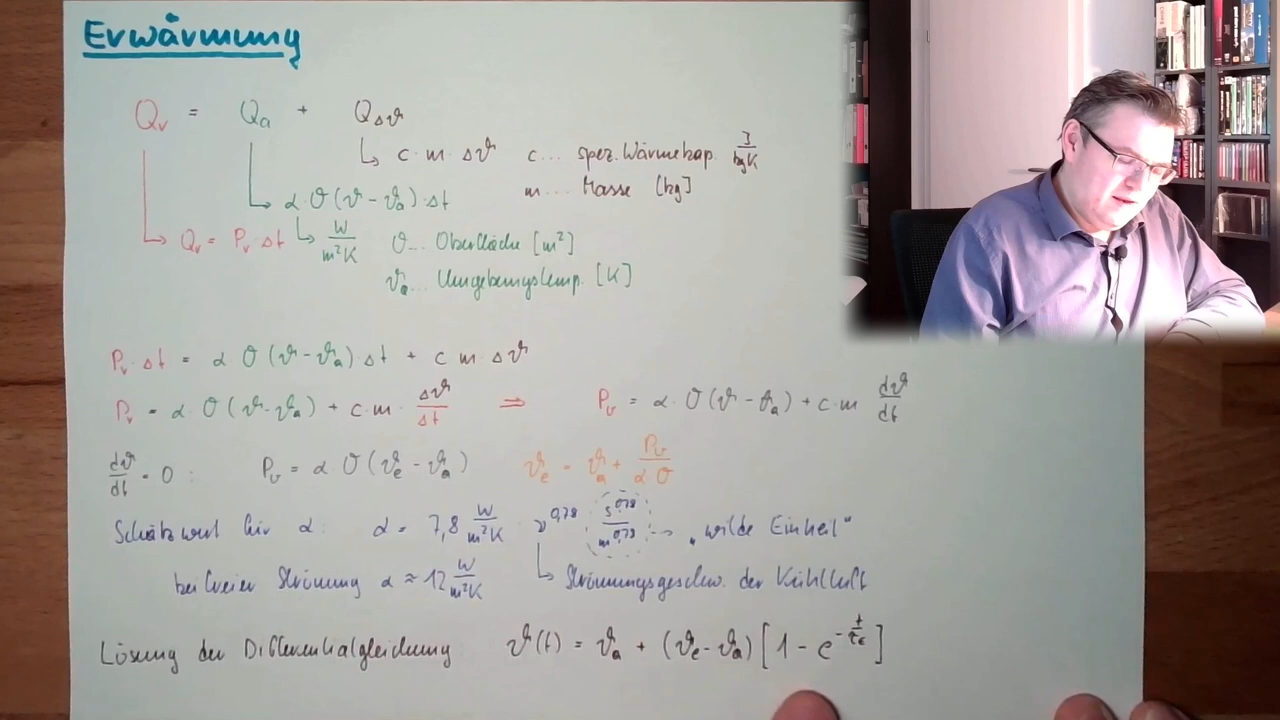 Erwärmung
Qᵥ = Qₐ + Q_Δϑ
↳ c · m · Δϑ c... spez. Wärmekap. J/kgK
m... Masse [kg]
↳ α · O (ϑ - ϑₐ) · Δt
↳ Qᵥ = Pᵥ · Δt ↳ W/m²K O... Oberfläche [m²]
ϑₐ... Umgebungstemp. [K]
Pᵥ · Δt = α O (ϑ - ϑₐ) Δt + c m Δϑ
Pᵥ = α · O (ϑ - ϑₐ) + c · m · Δϑ/Δt ⇒ Pᵥ = α · O (ϑ - ϑₐ) + c · m dϑ/dt
dϑ/dt = 0 : Pᵥ = α · O (ϑₑ - ϑₐ) ϑₑ = ϑₐ + Pᵥ/(α · O)
Schätzwert für α : α = 7,8 W/m²K · v^0,78 s^0,78/m^0,78 → „wilde Einheit"
bei freier Strömung α ≈ 12 W/m²K ↳ Strömungsgeschw. der Kühlluft
Lösung der Differentialgleichung ϑ(t) = ϑₐ + (ϑₑ - ϑₐ) [1 - e^(-t/τ_ϵ)]